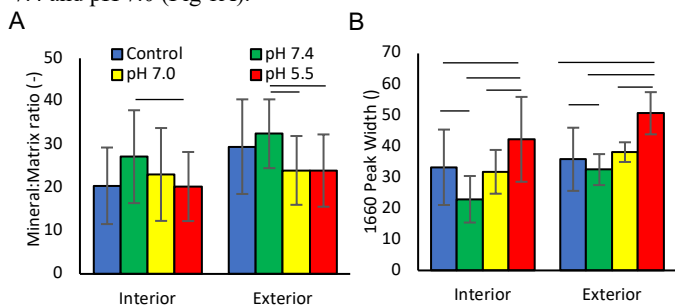 7.4 and pH 7.0 (Fig 1A).
A
B
Mineral:Matrix ratio (-)
50
40
30
20
10
0
Control
pH 7.4
pH 7.0
pH 5.5
Interior
Exterior
1660 Peak Width ()
70
60
50
40
30
20
10
0
Interior
Exterior